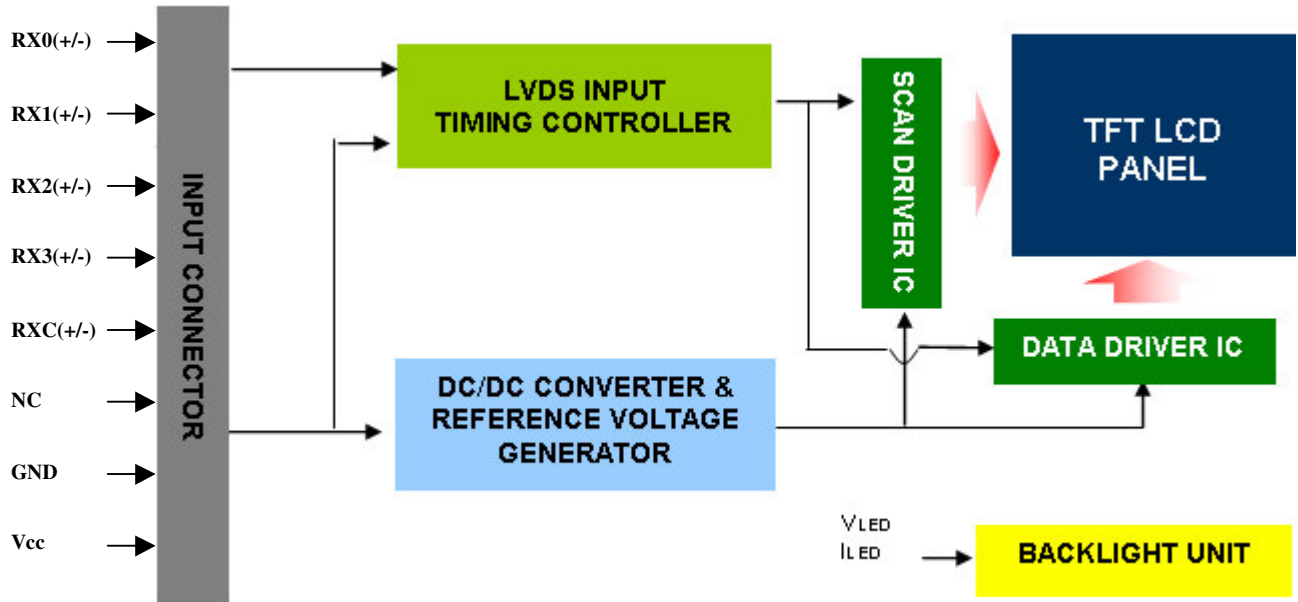 RX0(+/-)
RX1(+/-)
RX2(+/-)
RX3(+/-)
RXC(+/-)
NC
GND
Vcc
INPUT CONNECTOR
LVDS INPUT
TIMING CONTROLLER
DC/DC CONVERTER &
REFERENCE VOLTAGE
GENERATOR
SCAN DRIVER IC
TFT LCD
PANEL
DATA DRIVER IC
VLED
ILED
BACKLIGHT UNIT